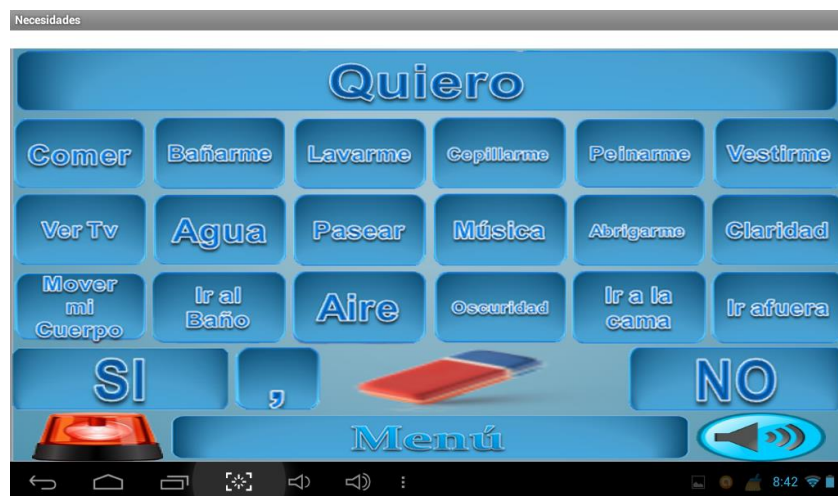 Necesidades
Quiero
Comer Bañarme Lavarme Cepillarme Peinarme Vestirme
Ver Tv Agua Pasear Música Abrigarme Claridad
Mover
mi
Cuerpo
Ir al
Baño
Aire
Oscuridad
Ir a la
cama
Ir afuera
SI , NO
Menú
8:42